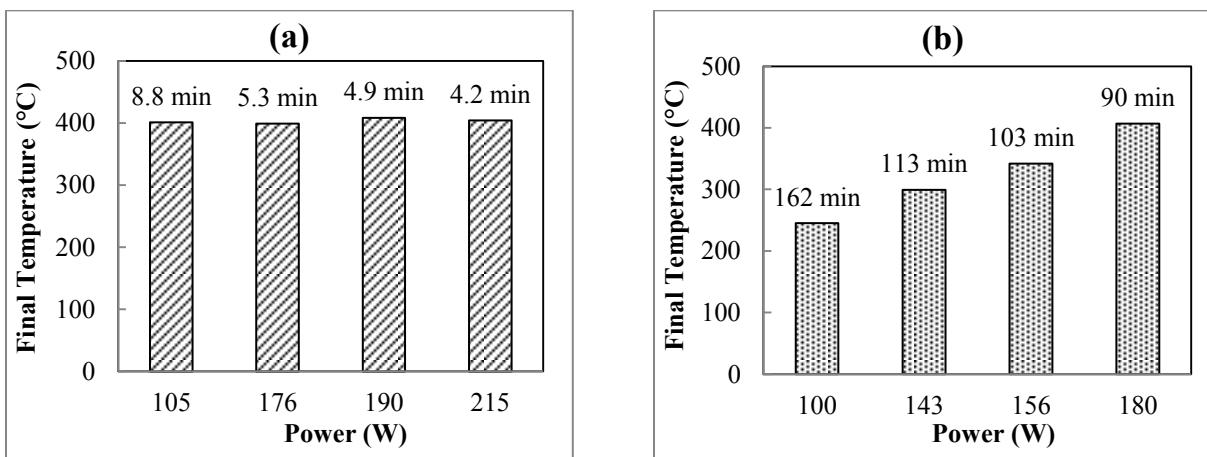 (a)
Final Temperature (°C)
500
400
300
200
100
0
8.8 min
5.3 min
4.9 min
4.2 min
105 176 190 215
Power (W)
(b)
Final Temperature (°C)
500
400
300
200
100
0
162 min
113 min
103 min
90 min
100 143 156 180
Power (W)